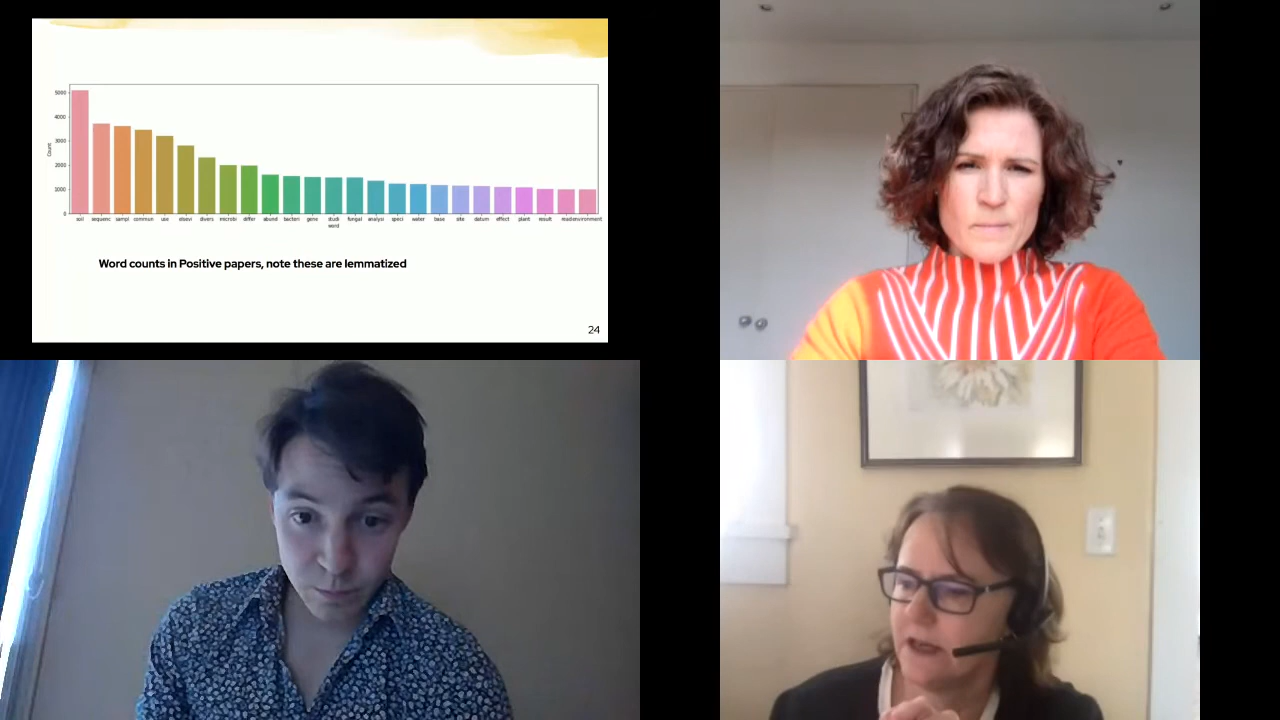 5000
4000
3000
2000
1000
0
Count
soil sequenc sampl commun use elsevi divers microbi differ abund bacteri gene studi fungal analysi speci water base site datum effect plant result read environment
word
Word counts in Positive papers, note these are lemmatized
24